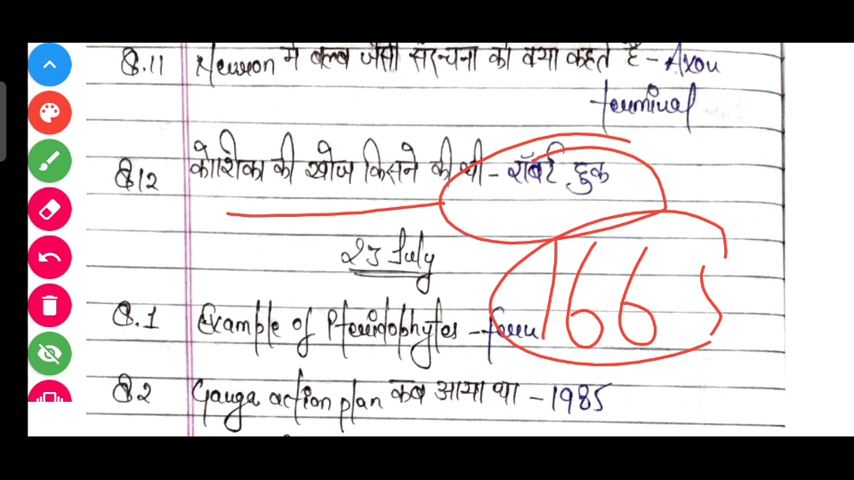 Q.11 Neuron में बल्ब जैसी संरचना को क्या कहते है - Axon
terminal
Q.12 कोशिका की खोज किसने की थी - रॉबर्ट हुक
23 July
166
Q.1 Example of Pteridophytes - fern
Q.2 Ganga action plan कब आया था - 1985